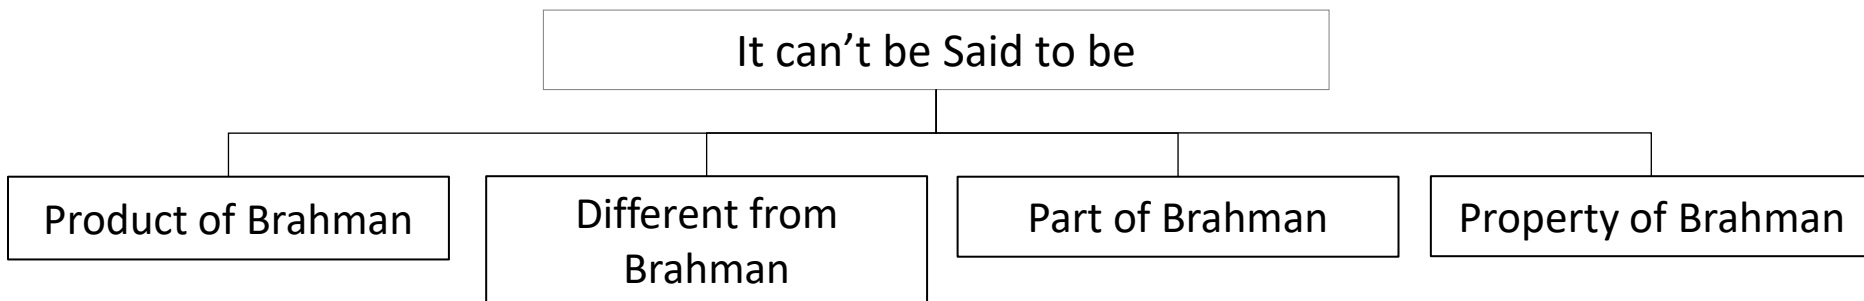 It can’t be Said to be
Product of Brahman
Different from
Brahman
Part of Brahman
Property of Brahman